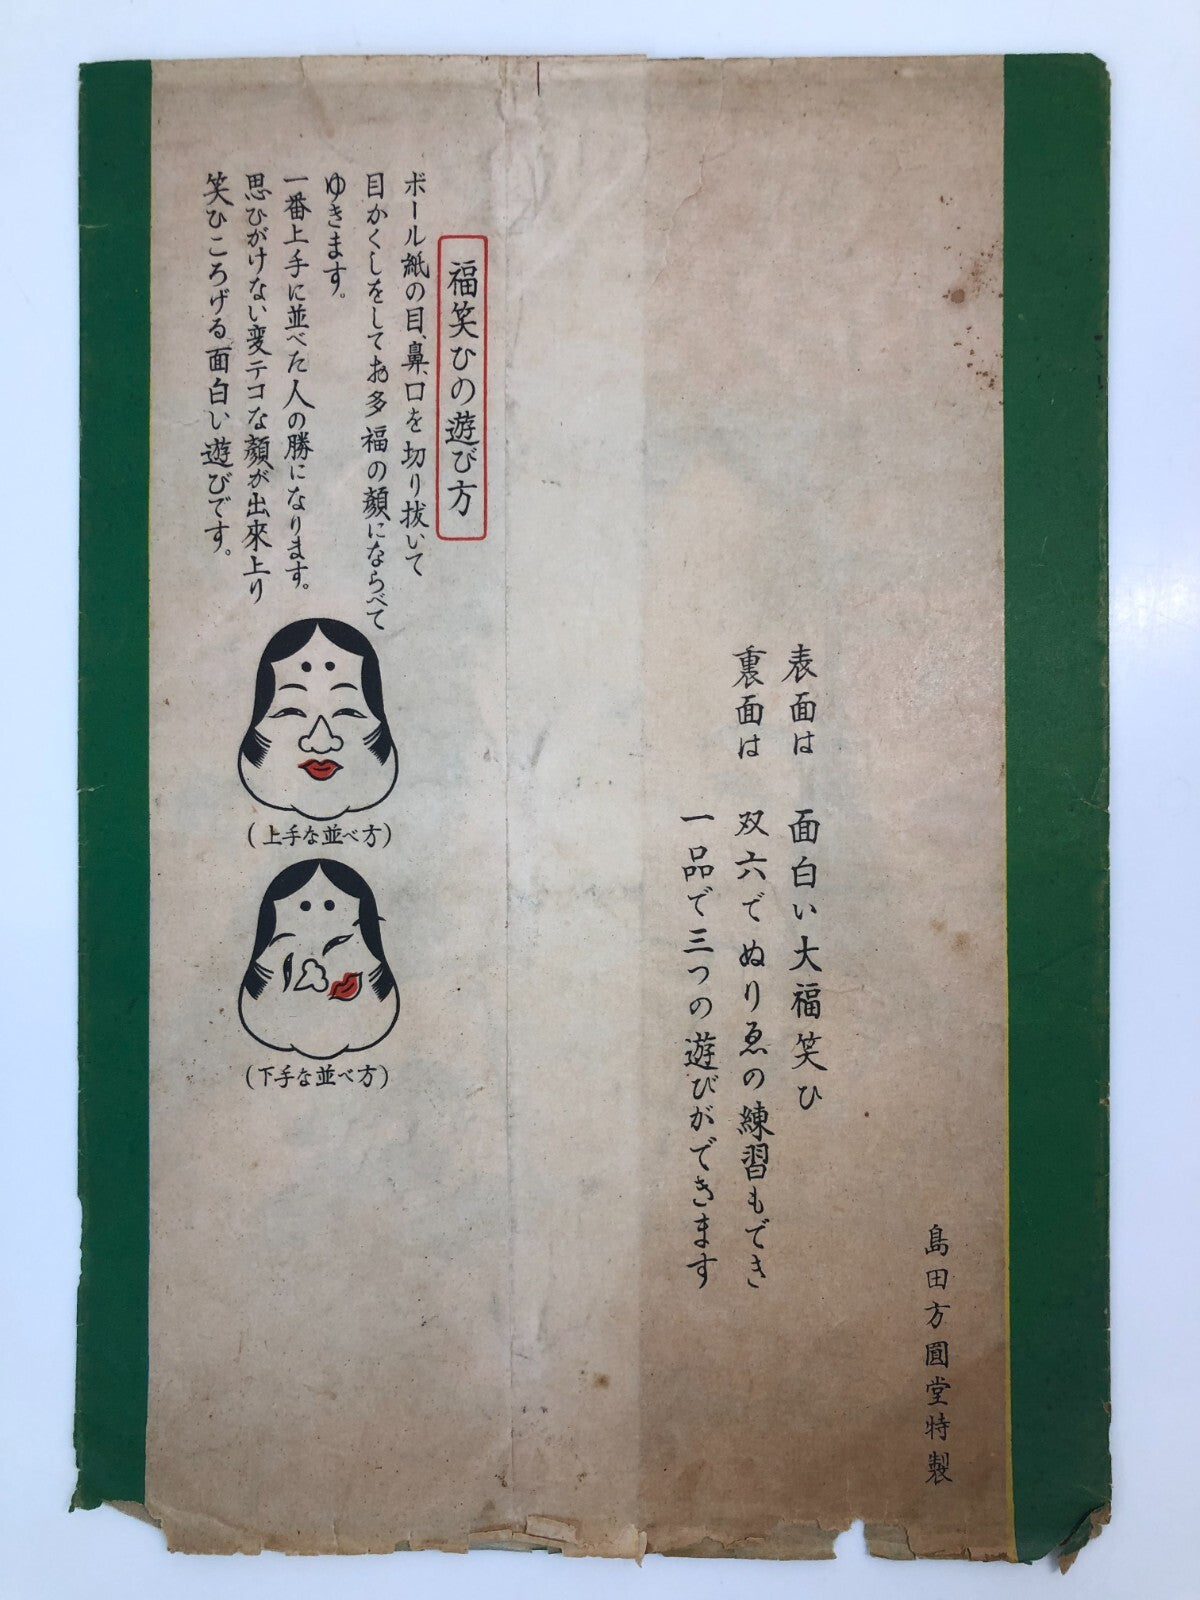 島田方圓堂特製
表面は 面白い大福笑ひ
裏面は 双六でぬりゑの練習もでき
一品で三つの遊びができます
福笑ひの遊び方
ボール紙の目、鼻、口を切り抜いて
目かくしをしてお多福の顔にならべて
ゆきます。
一番上手に並べた人の勝になります。
思ひがけない変テコな顔が出來上り
笑ひころげる面白い遊びです。
(上手な並べ方)
(下手な並べ方)